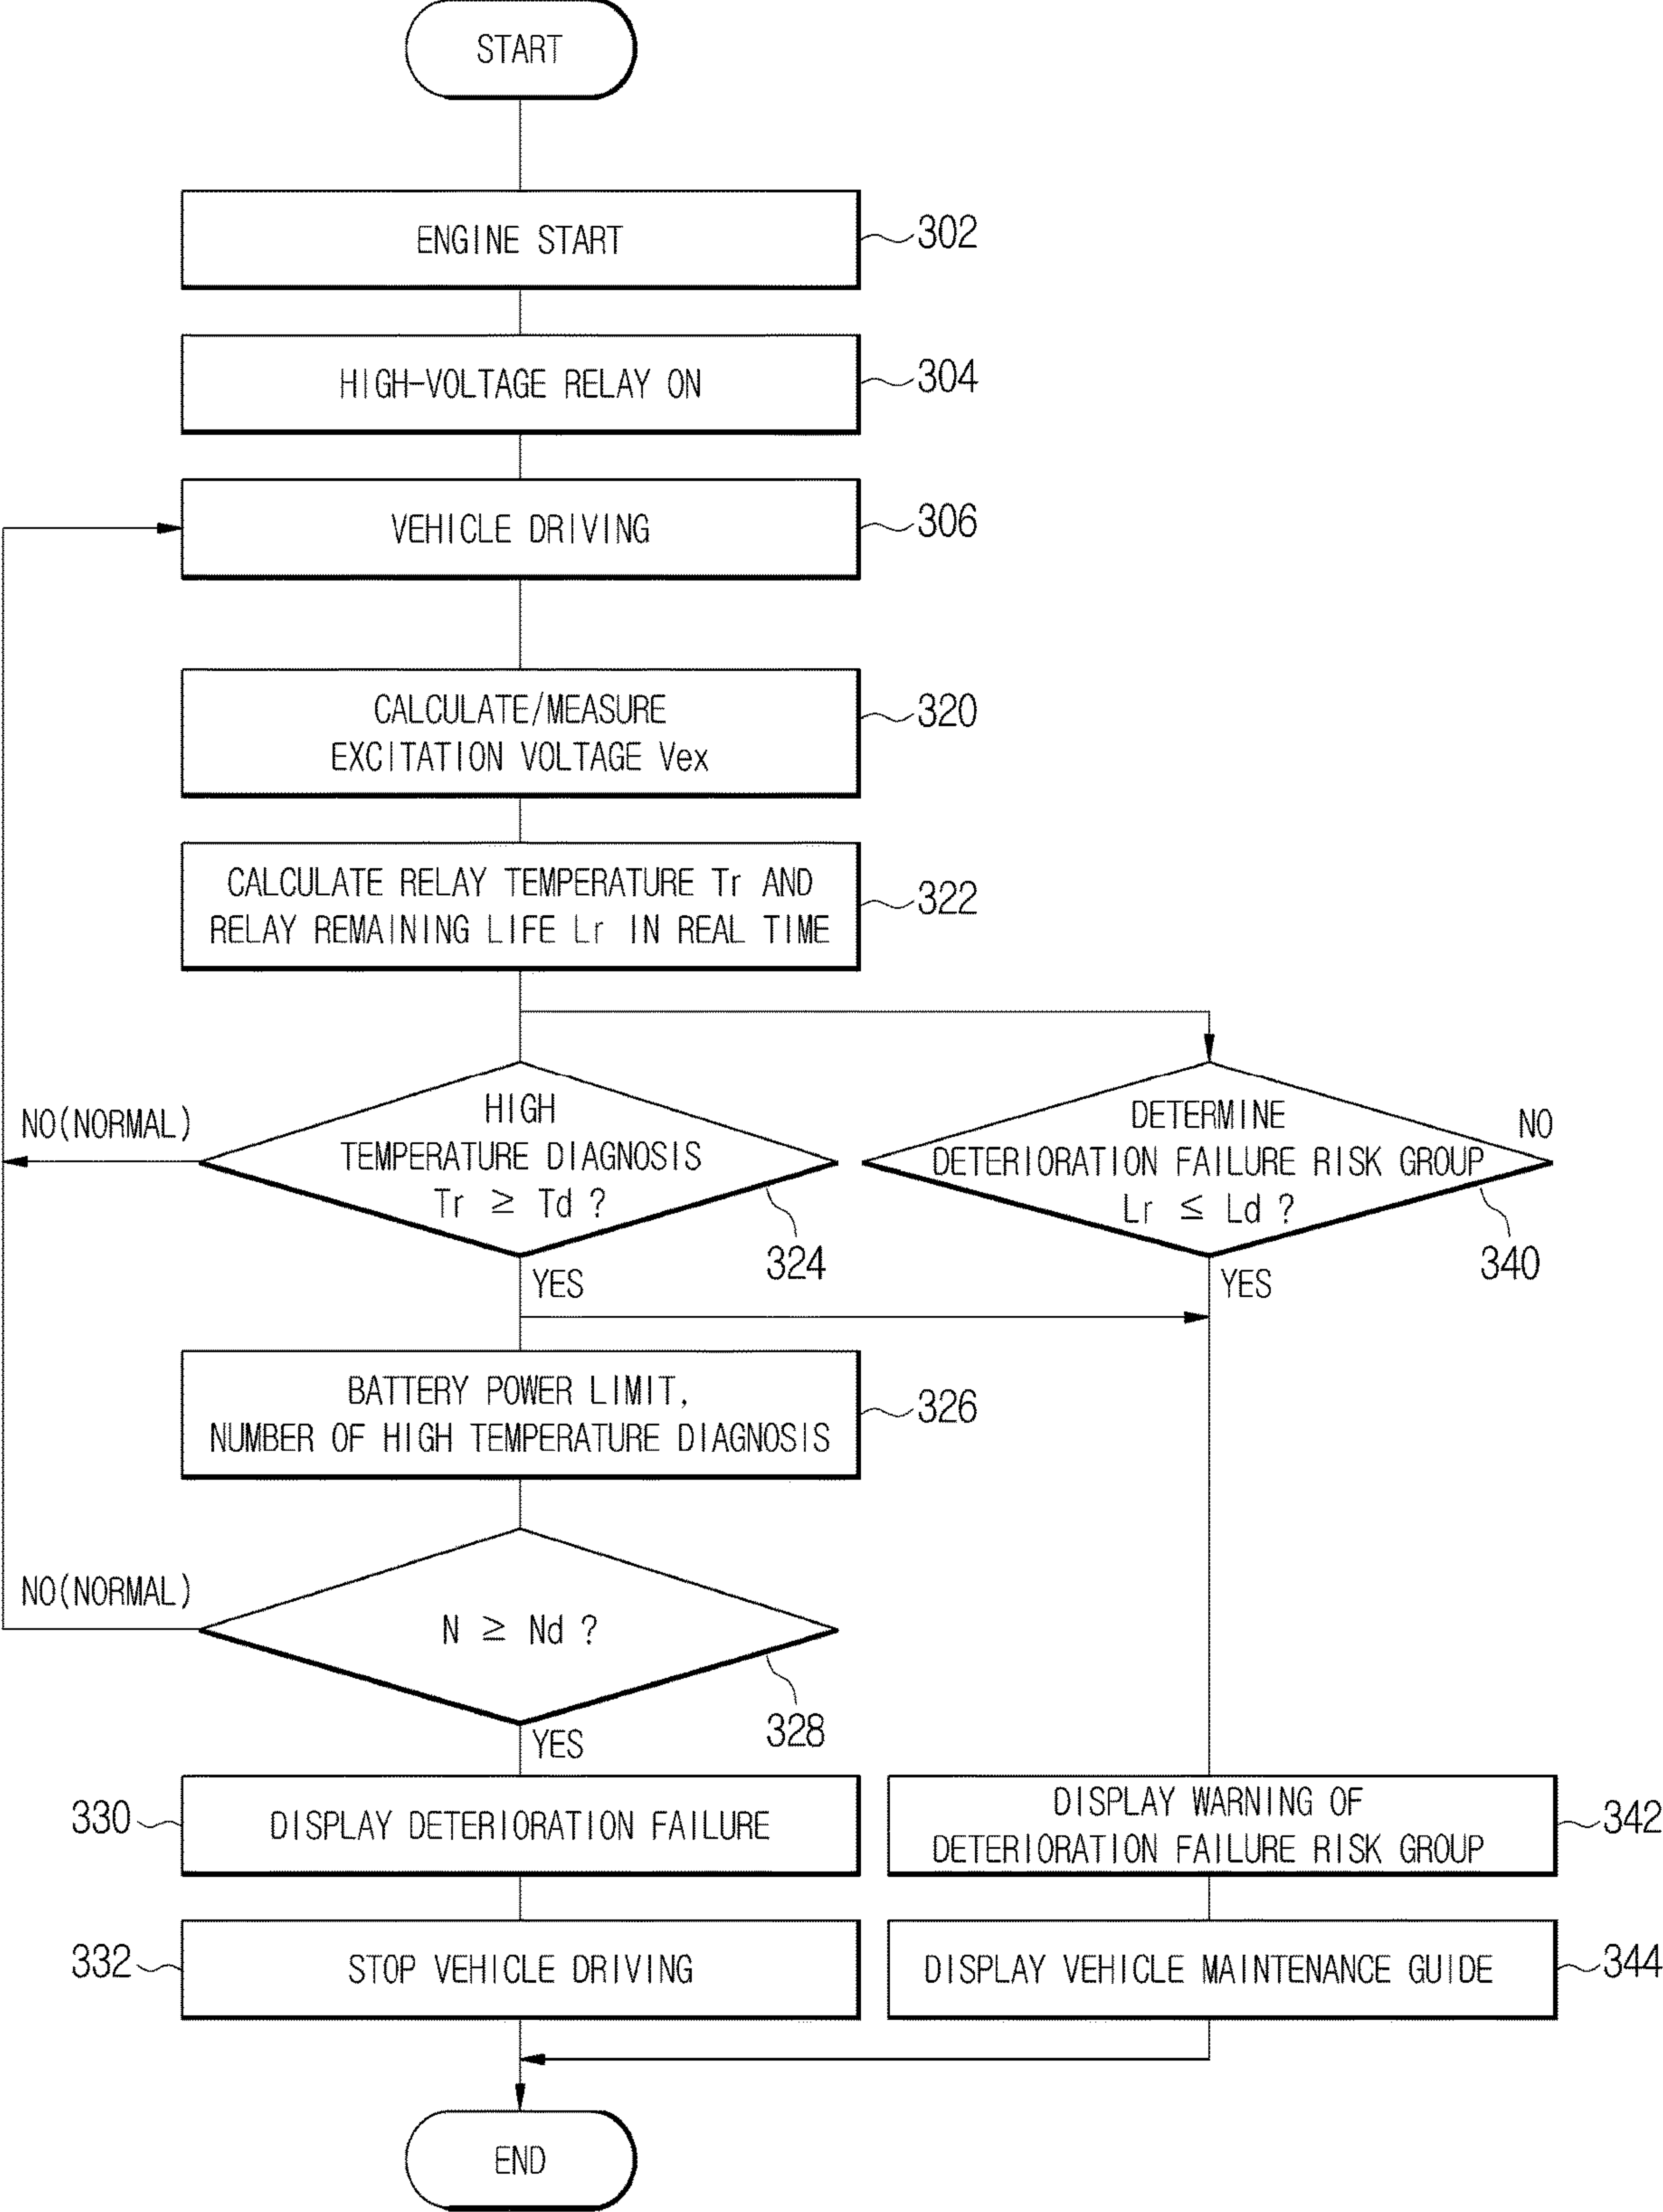 START
ENGINE START
302
HIGH-VOLTAGE RELAY ON
304
VEHICLE DRIVING
306
CALCULATE/MEASURE
EXCITATION VOLTAGE Vex
320
CALCULATE RELAY TEMPERATURE Tr AND
RELAY REMAINING LIFE Lr IN REAL TIME
322
NO(NORMAL)
HIGH
TEMPERATURE DIAGNOSIS
Tr ≥ Td ?
324
YES
DETERMINE
DETERIORATION FAILURE RISK GROUP
Lr ≤ Ld ?
NO
340
YES
BATTERY POWER LIMIT,
NUMBER OF HIGH TEMPERATURE DIAGNOSIS
326
NO(NORMAL)
N ≥ Nd ?
328
YES
330
DISPLAY DETERIORATION FAILURE
DISPLAY WARNING OF
DETERIORATION FAILURE RISK GROUP
342
332
STOP VEHICLE DRIVING
DISPLAY VEHICLE MAINTENANCE GUIDE
344
END